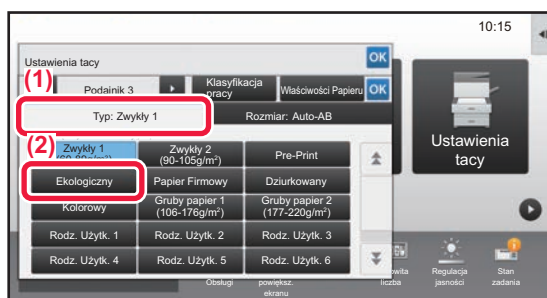 10:15
Ustawienia tacy
OK
(1)
Podajnik 3
Klasyfikacja
pracy
Właściwości Papieru
OK
Typ: Zwykły 1
Rozmiar: Auto-AB
(2)
Zwykły 1
Zwykły 2
(90-105g/m²)
Pre-Print
Ekologiczny
Papier Firmowy
Dziurkowany
Kolorowy
Gruby papier 1
(106-176g/m²)
Gruby papier 2
(177-220g/m²)
Rodz. Użytk. 1
Rodz. Użytk. 2
Rodz. Użytk. 3
Rodz. Użytk. 4
Rodz. Użytk. 5
Rodz. Użytk. 6
Ustawienia
tacy
Obsługi
powiększ.
ekranu
liczba
Regulacja
jasności
Stan
zadania